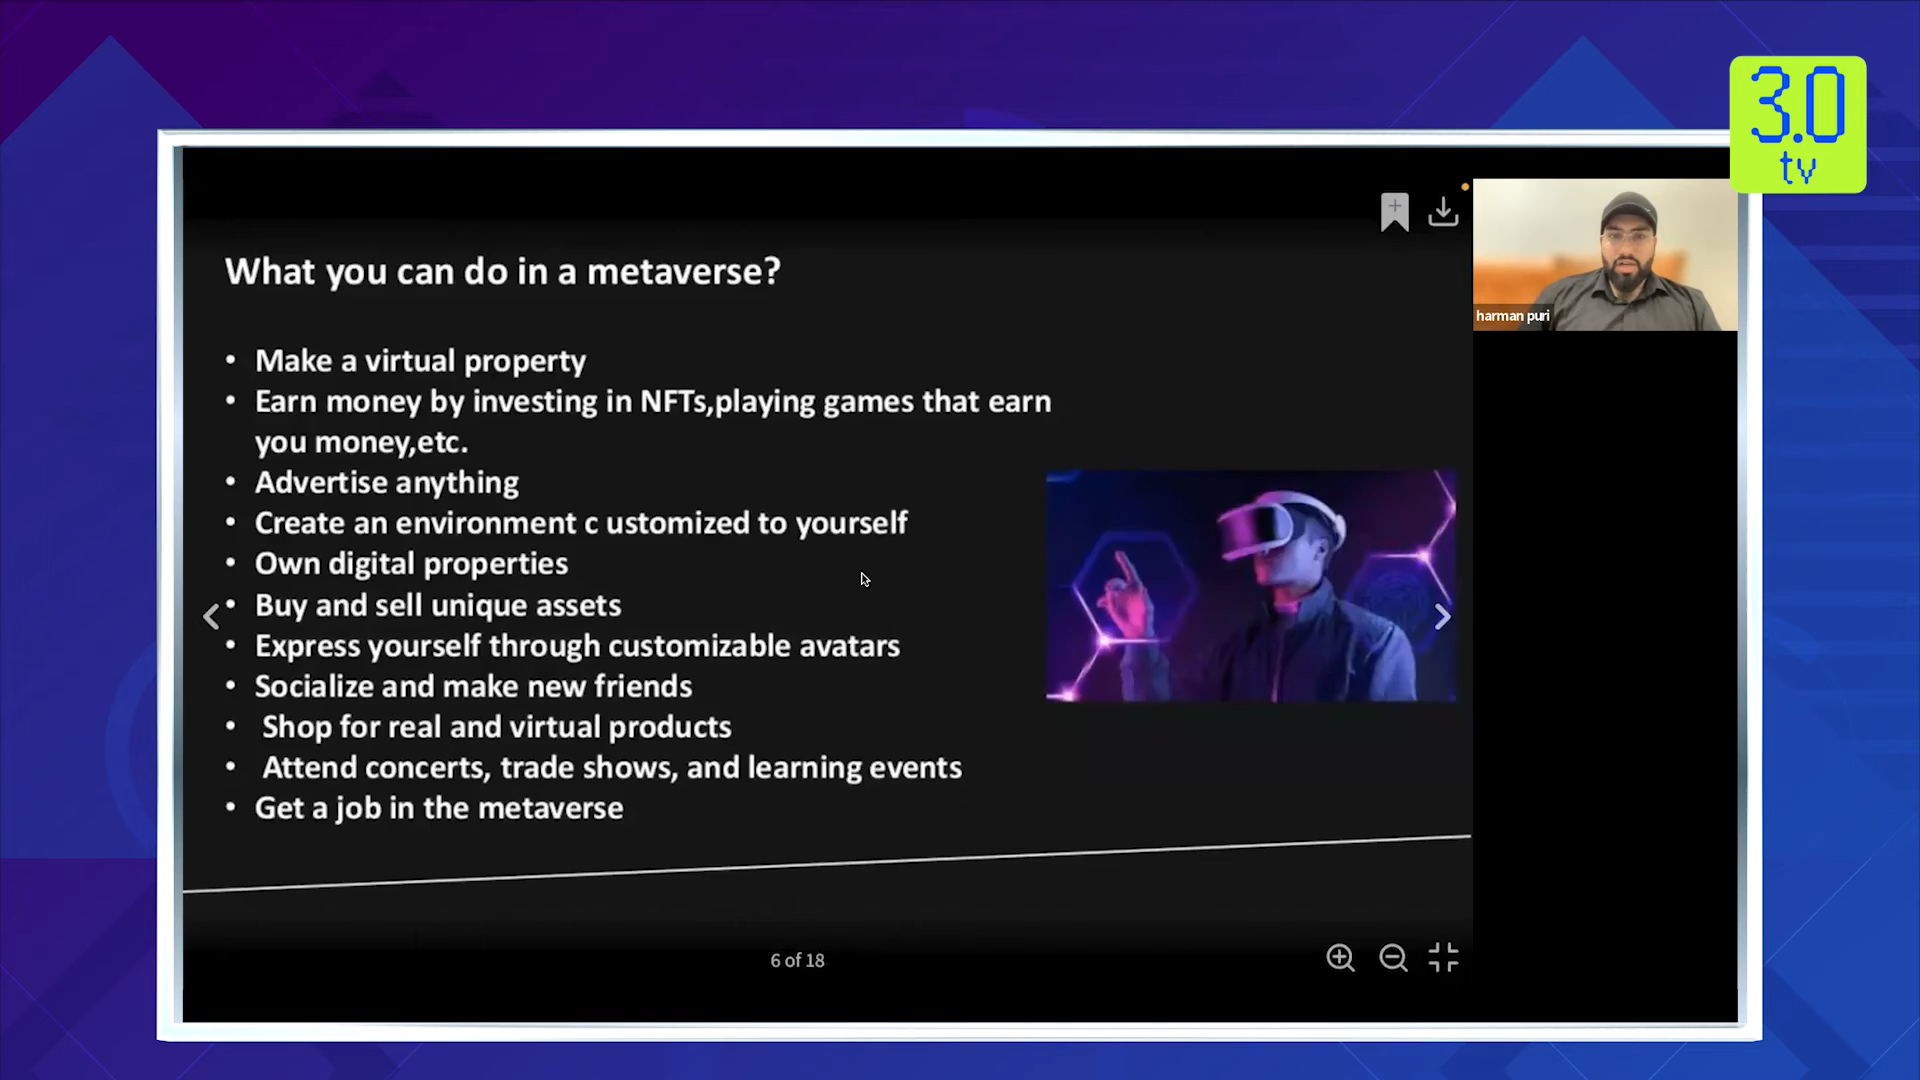 3.0
tv
What you can do in a metaverse?
harman puri
• Make a virtual property
• Earn money by investing in NFTs,playing games that earn
you money,etc.
• Advertise anything
• Create an environment c ustomized to yourself
• Own digital properties
• Buy and sell unique assets
• Express yourself through customizable avatars
• Socialize and make new friends
• Shop for real and virtual products
• Attend concerts, trade shows, and learning events
• Get a job in the metaverse
6 of 18